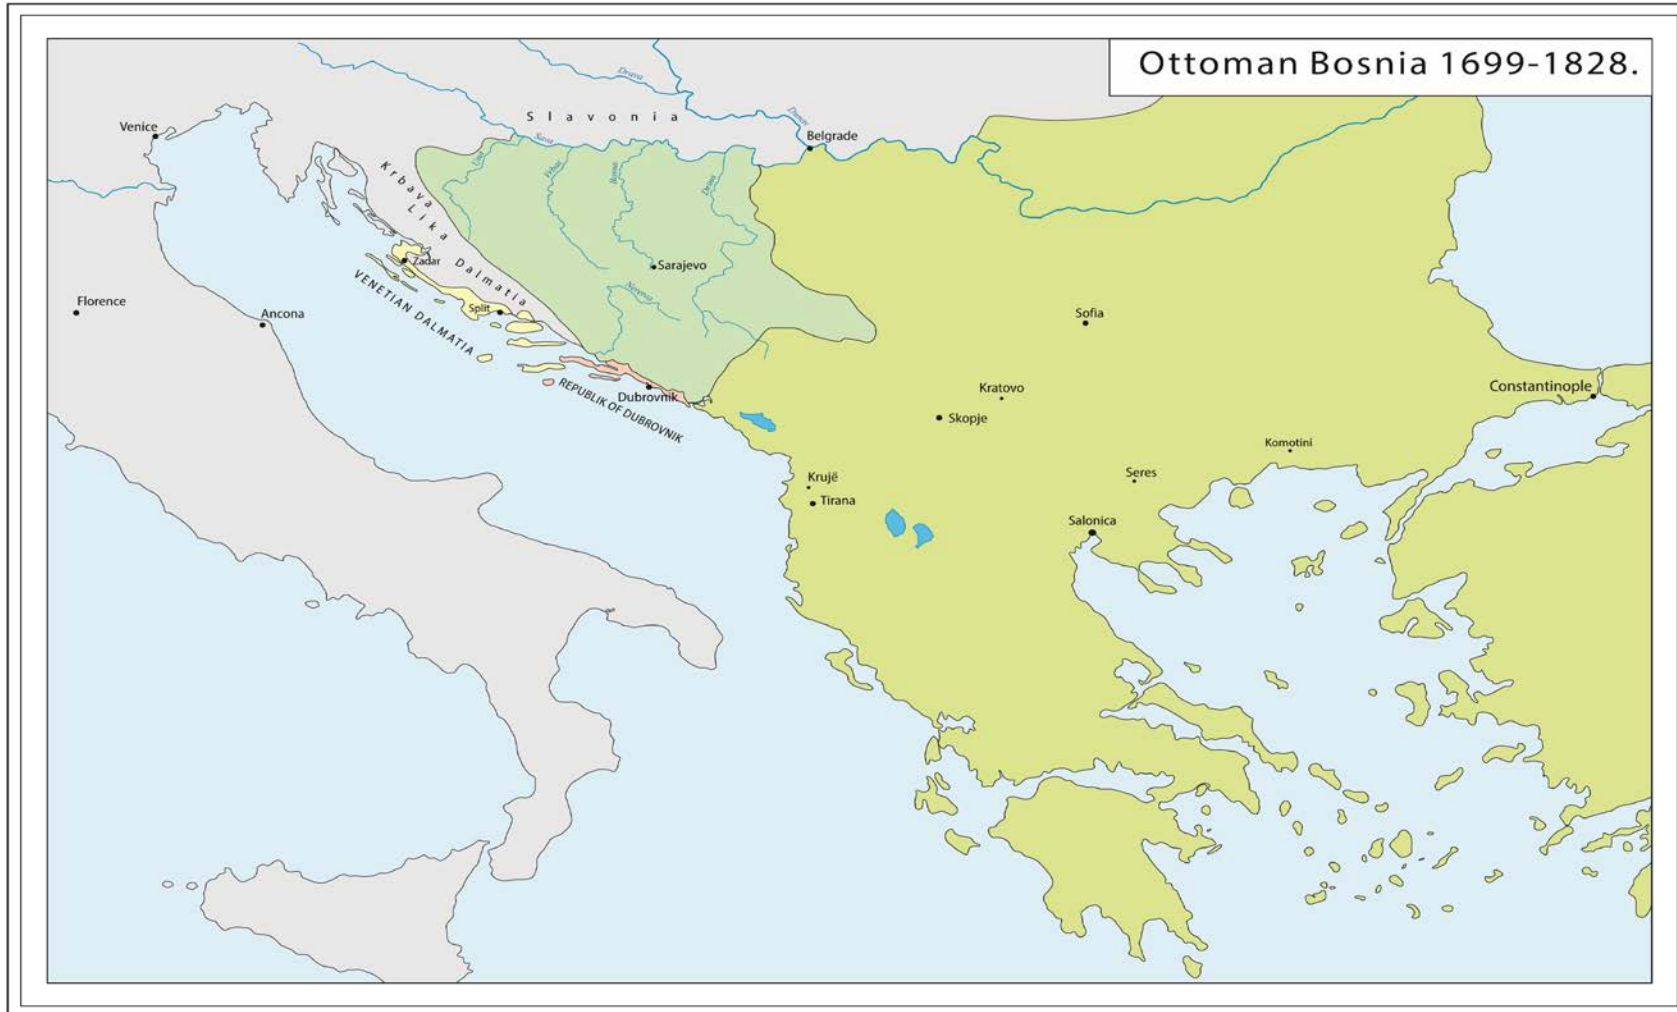 Ottoman Bosnia 1699-1828.
Drava
Dunav
Slavonia
Venice
Sava
Belgrade
Una
Vrbas
Bosna
Drina
Krbava
Lika
Dalmatia
Zadar
Sarajevo
Neretva
VENETIAN DALMATIA
Split
Florence
Ancona
Sofia
Dubrovnik
REPUBLIK OF DUBROVNIK
Kratovo
Constantinople
Skopje
Komotini
Krujë
Seres
Tirana
Salonica